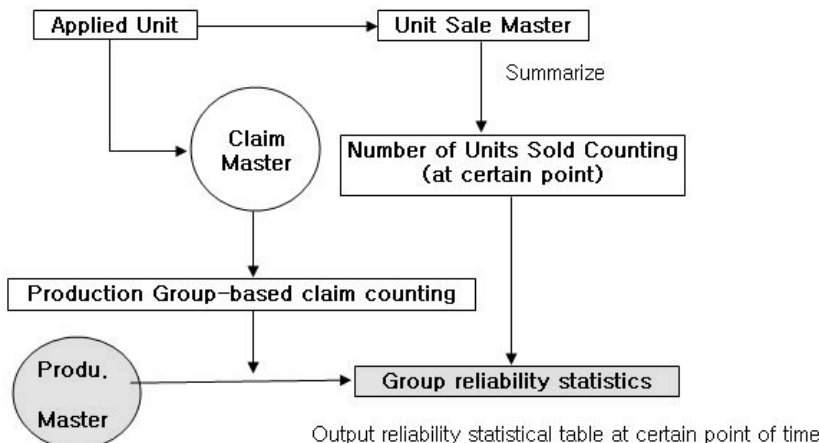 Applied Unit
Unit Sale Master
Summarize
Claim
Master
Number of Units Sold Counting
(at certain point)
Production Group-based claim counting
Produ.
Master
Group reliability statistics
Output reliability statistical table at certain point of time